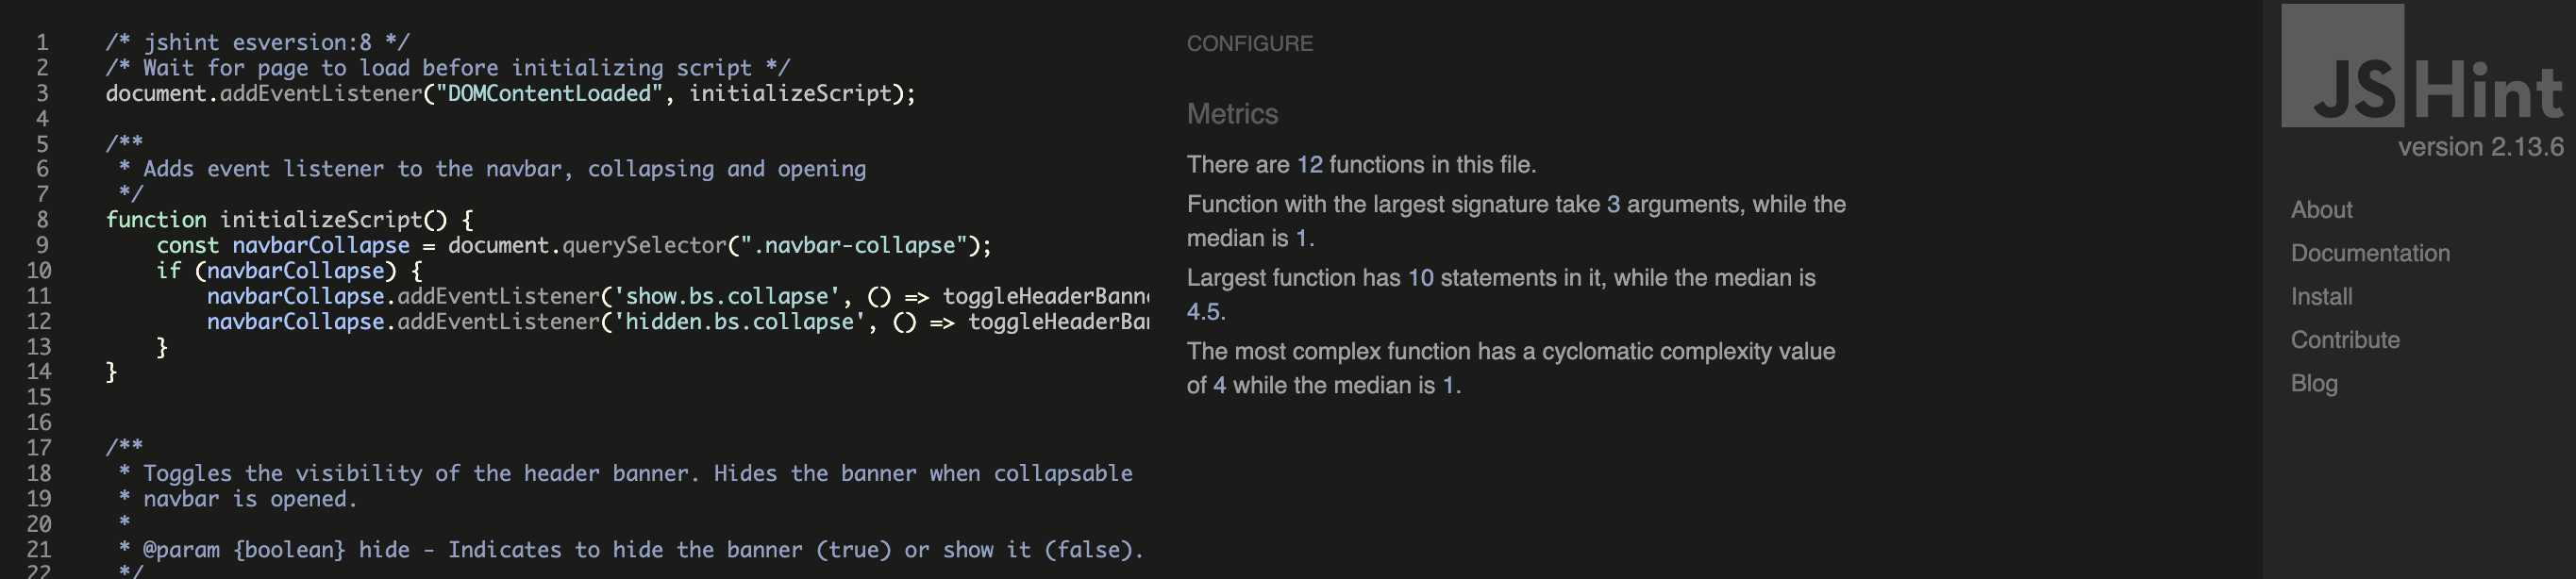 1 /* jshint esversion:8 */
2 /* Wait for page to load before initializing script */
3 document.addEventListener("DOMContentLoaded", initializeScript);
4
5 /**
6 * Adds event listener to the navbar, collapsing and opening
7 */
8 function initializeScript() {
9 const navbarCollapse = document.querySelector(".navbar-collapse");
10 if (navbarCollapse) {
11 navbarCollapse.addEventListener('show.bs.collapse', () =>
12 navbarCollapse.addEventListener('hidden.bs.collapse', () =>
13 }
14 }
15
16
17 /**
18 * Toggles the visibility of the header banner. Hides the banner when collapsable
19 * navbar is opened.
20 *
21 * @param {boolean} hide - Indicates to hide the banner (true) or show it (false).
22 */
CONFIGURE
Metrics
There are 12 functions in this file.
Function with the largest signature take 3 arguments, while the
median is 1.
Largest function has 10 statements in it, while the median is
4.5.
The most complex function has a cyclomatic complexity value
of 4 while the median is 1.
JSHint
version 2.13.6
About
Documentation
Install
Contribute
Blog